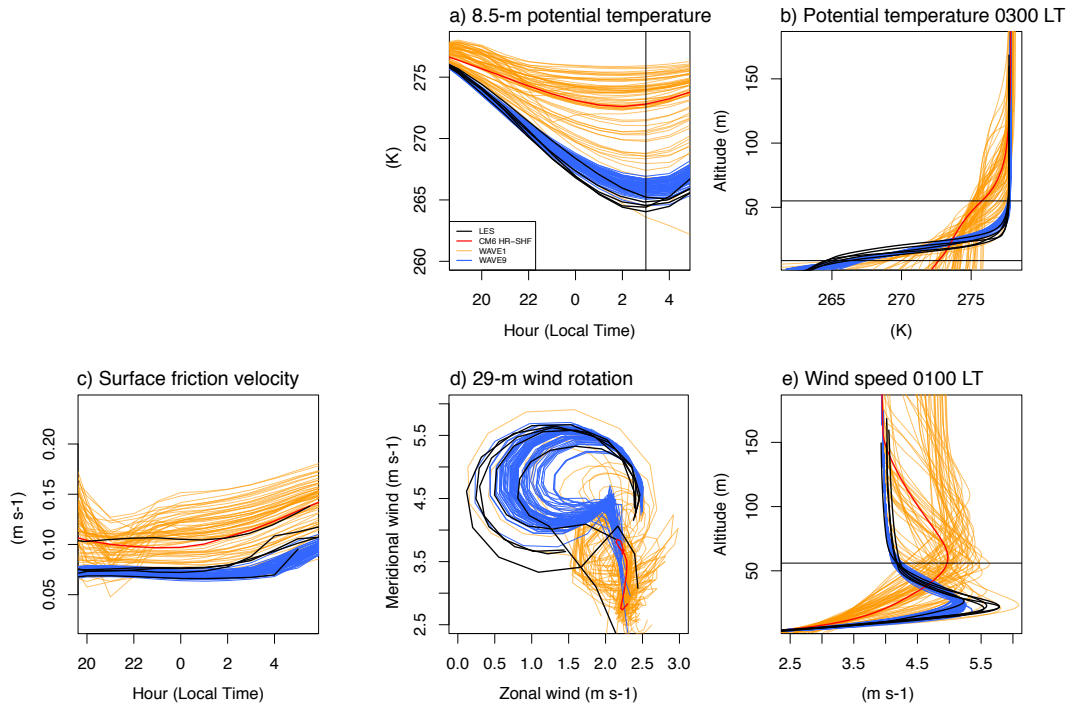 a) 8.5-m potential temperature
b) Potential temperature 0300 LT
(K)
260 265 270 275
LES
CM6 HR-SHF
WAVE1
WAVE9
20 22 0 2 4
Hour (Local Time)
Altitude (m)
50 100 150
265 270 275
(K)
c) Surface friction velocity
d) 29-m wind rotation
e) Wind speed 0100 LT
(m s-1)
0.05 0.10 0.15 0.20
20 22 0 2 4
Hour (Local Time)
Meridional wind (m s-1)
2.5 3.5 4.5 5.5
0.0 0.5 1.0 1.5 2.0 2.5 3.0
Zonal wind (m s-1)
Altitude (m)
50 100 150
2.5 3.5 4.5 5.5
(m s-1)